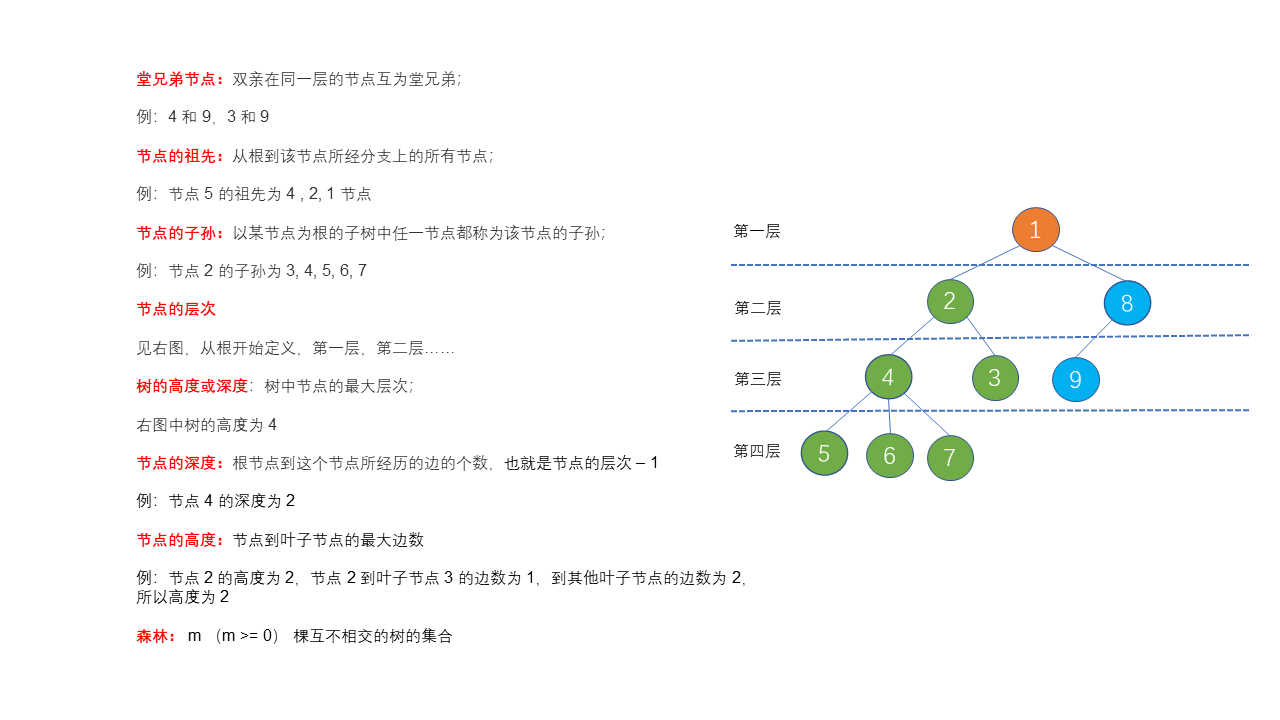 堂兄弟节点：双亲在同一层的节点互为堂兄弟；
例：4 和 9，3 和 9
节点的祖先：从根到该节点所经分支上的所有节点；
例：节点 5 的祖先为 4 , 2, 1 节点
节点的子孙：以某节点为根的子树中任一节点都称为该节点的子孙；
例：节点 2 的子孙为 3, 4, 5, 6, 7
节点的层次
见右图，从根开始定义，第一层，第二层……
树的高度或深度：树中节点的最大层次；
右图中树的高度为 4
节点的深度：根节点到这个节点所经历的边的个数，也就是节点的层次 – 1
例：节点 4 的深度为 2
节点的高度：节点到叶子节点的最大边数
例：节点 2 的高度为 2，节点 2 到叶子节点 3 的边数为 1，到其他叶子节点的边数为 2，
所以高度为 2
森林： m （m >= 0） 棵互不相交的树的集合
第一层
1
第二层
2
8
第三层
4
3
9
第四层
5
6
7